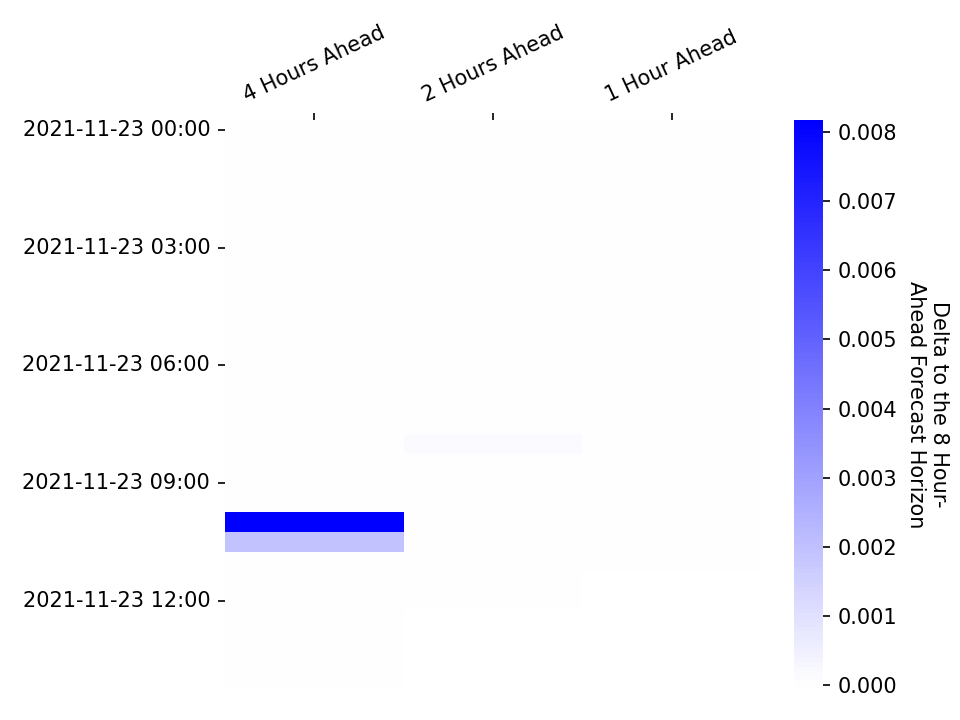 4 Hours Ahead
2 Hours Ahead
1 Hour Ahead
2021-11-23 00:00
2021-11-23 03:00
2021-11-23 06:00
2021-11-23 09:00
2021-11-23 12:00
0.008
0.007
0.006
0.005
0.004
0.003
0.002
0.001
0.000
Delta to the 8 Hour-
Ahead Forecast Horizon